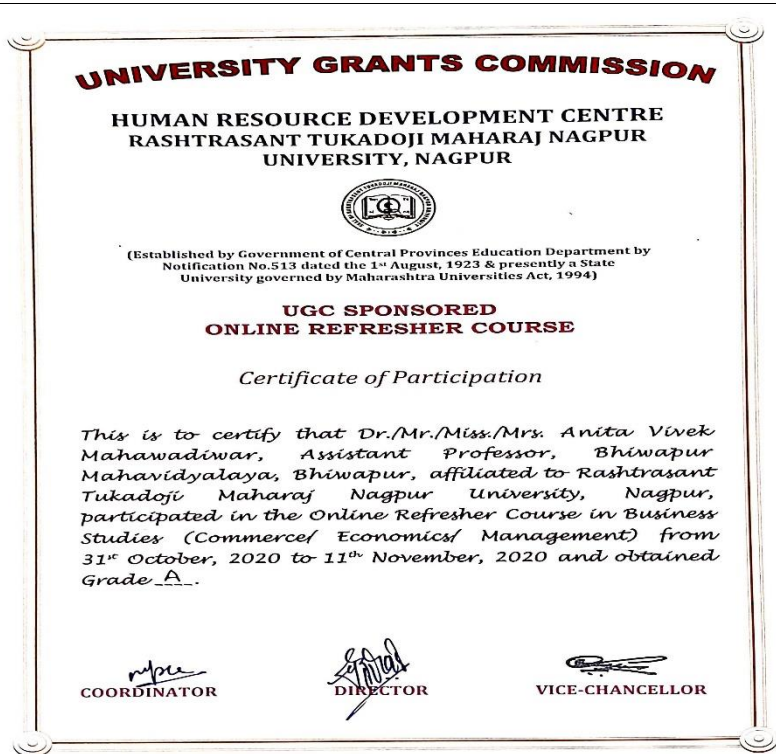 UNIVERSITY GRANTS COMMISSION
HUMAN RESOURCE DEVELOPMENT CENTRE
RASHTRASANT TUKADOJI MAHARAJ NAGPUR
UNIVERSITY, NAGPUR
(Established by Government of Central Provinces Education Department by
Notification No.513 dated the 1st August, 1923 & presently a State
University governed by Maharashtra Universities Act, 1994)
UGC SPONSORED
ONLINE REFRESHER COURSE
Certificate of Participation
This is to certify that Dr./Mr./Miss./Mrs. Anita Vivek
Mahawadiwar, Assistant Professor, Bhiwapur
Mahavidyalaya, Bhiwapur, affiliated to Rashtrasant
Tukadoji Maharaj Nagpur University, Nagpur,
participated in the Online Refresher Course in Business
Studies (Commerce/ Economics/ Management) from
31st October, 2020 to 11th November, 2020 and obtained
Grade _A_.
COORDINATOR
DIRECTOR
VICE-CHANCELLOR